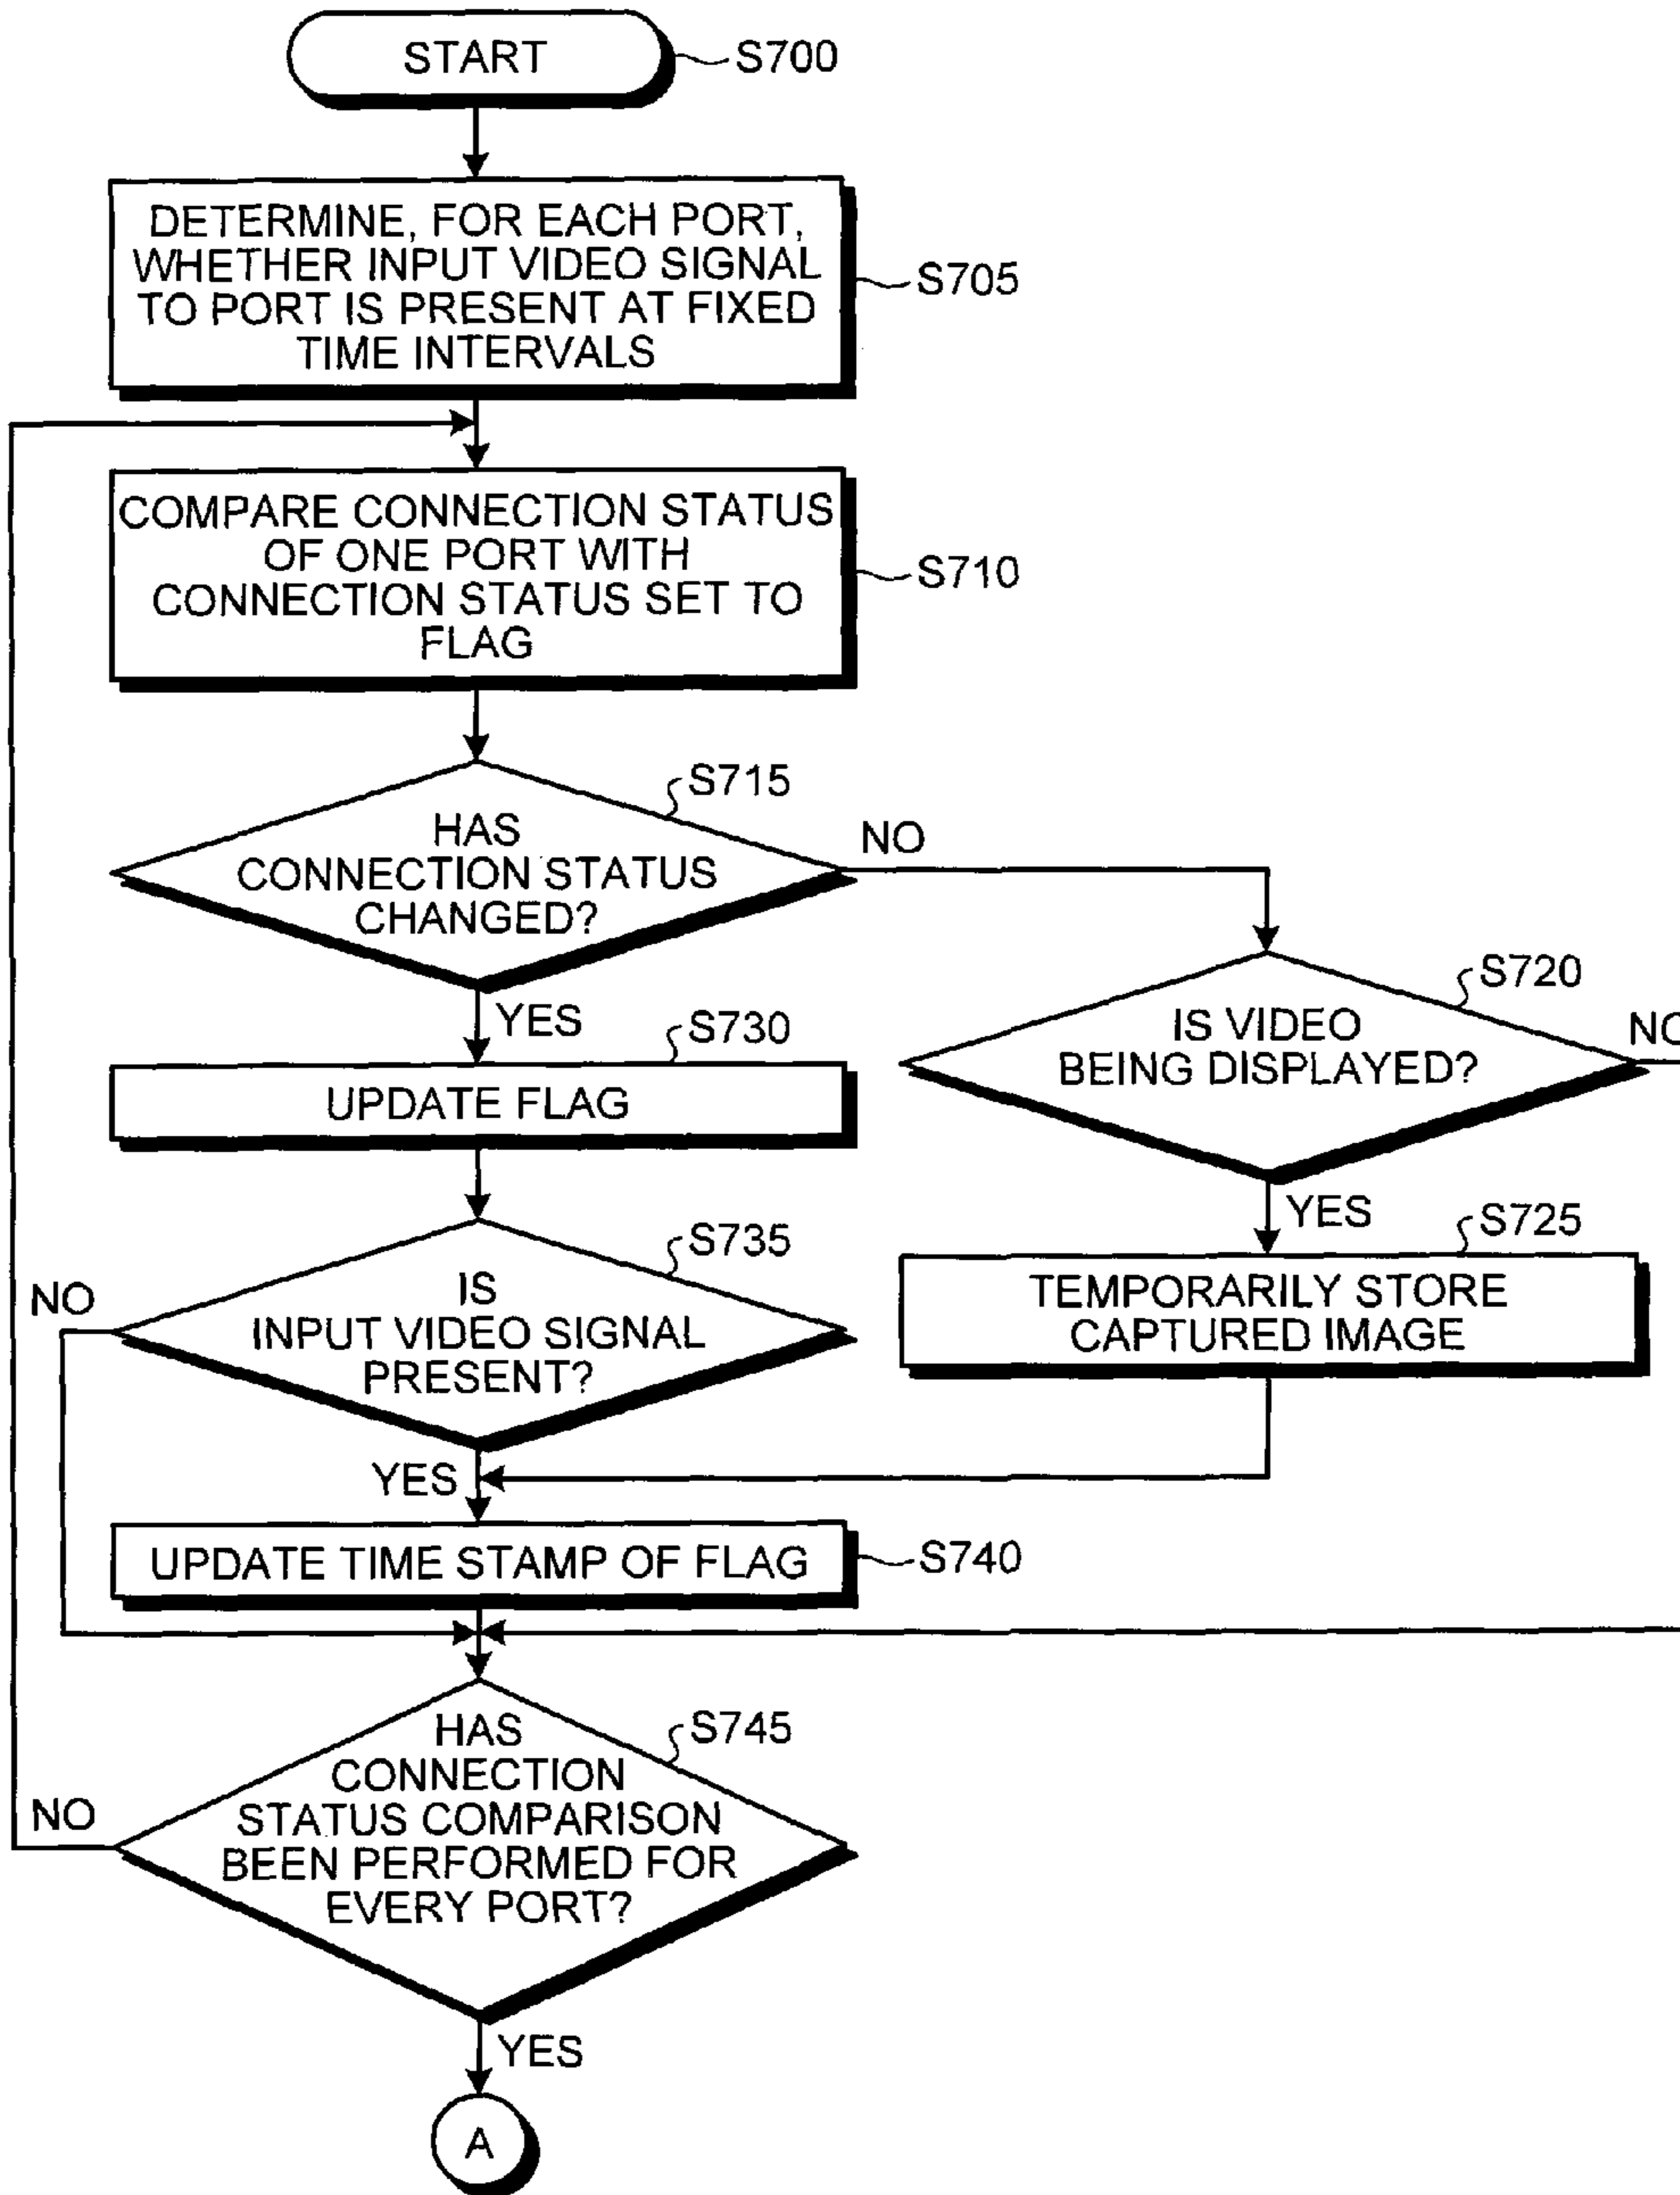 START
S700
DETERMINE, FOR EACH PORT,
WHETHER INPUT VIDEO SIGNAL
TO PORT IS PRESENT AT FIXED
TIME INTERVALS
S705
COMPARE CONNECTION STATUS
OF ONE PORT WITH
CONNECTION STATUS SET TO
FLAG
S710
S715
HAS
CONNECTION STATUS
CHANGED?
NO
YES
S720
IS VIDEO
BEING DISPLAYED?
NO
YES
S730
UPDATE FLAG
S725
TEMPORARILY STORE
CAPTURED IMAGE
S735
IS
INPUT VIDEO SIGNAL
PRESENT?
NO
YES
UPDATE TIME STAMP OF FLAG
S740
S745
HAS
CONNECTION
STATUS COMPARISON
BEEN PERFORMED FOR
EVERY PORT?
NO
YES
A